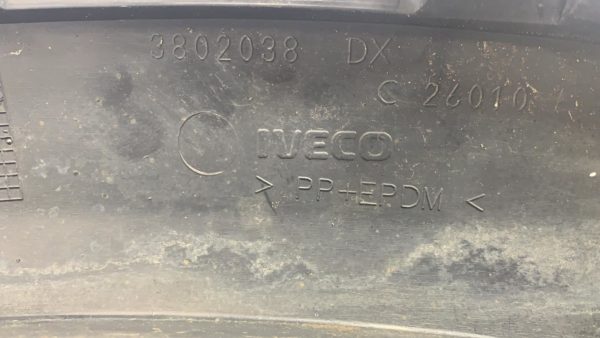 3802038 DX
C 26010
IVECO
> PP+EPDM <